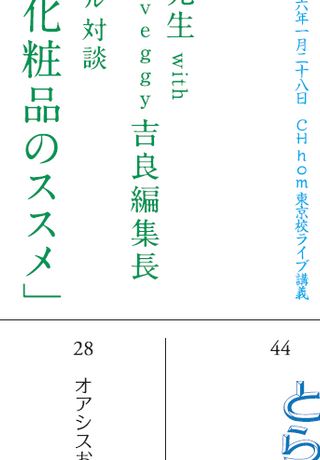 六年一月二十八日 CHhom東京校ライブ講義
先生 with
veggy 吉良編集長
ル対談
化粧品のススメ」
44
とら
28
オアシスお